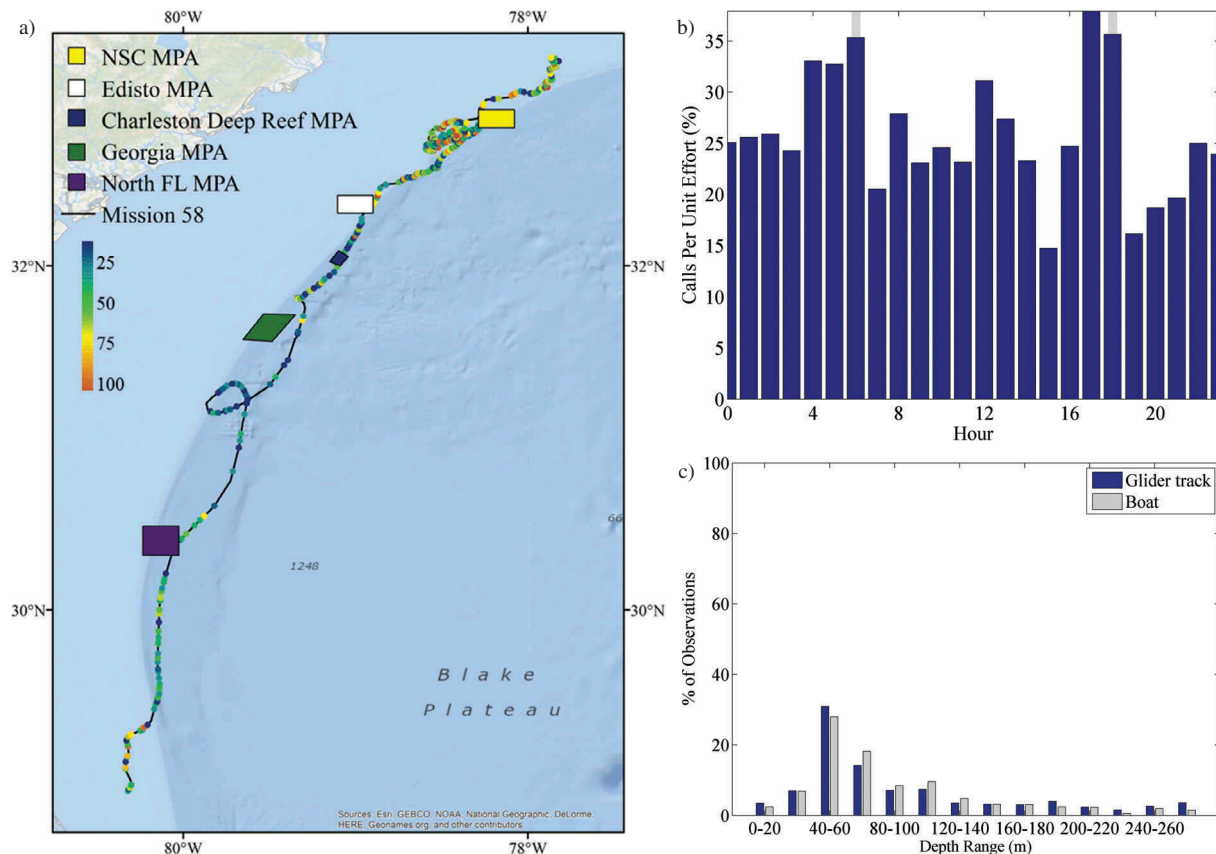 a)
80°W
78°W
NSC MPA
Edisto MPA
Charleston Deep Reef MPA
Georgia MPA
North FL MPA
Mission 58
25
50
75
100
32°N
32°N
30°N
30°N
1248
66
Blake
Plateau
Sources: Esri, GEBCO, NOAA, National Geographic, DeLorme,
HERE, Geonames.org, and other contributors
80°W
78°W
b)
Calls Per Unit Effort (%)
35
30
25
20
15
10
5
0
0
4
8
12
16
20
Hour
c)
Glider track
Boat
% of Observations
100
80
60
40
20
0
0-20
40-60
80-100
120-140
160-180
200-220
240-260
Depth Range (m)